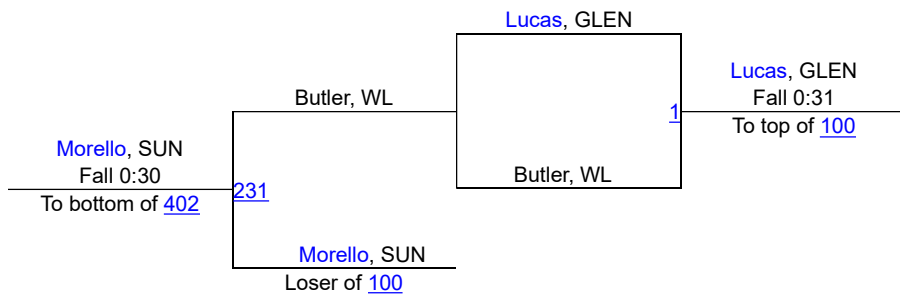 Lucas, GLEN
Lucas, GLEN
Fall 0:31
1
To top of 100
Butler, WL
Butler, WL
Morello, SUN
Fall 0:30
231
To bottom of 402
Morello, SUN
Loser of 100